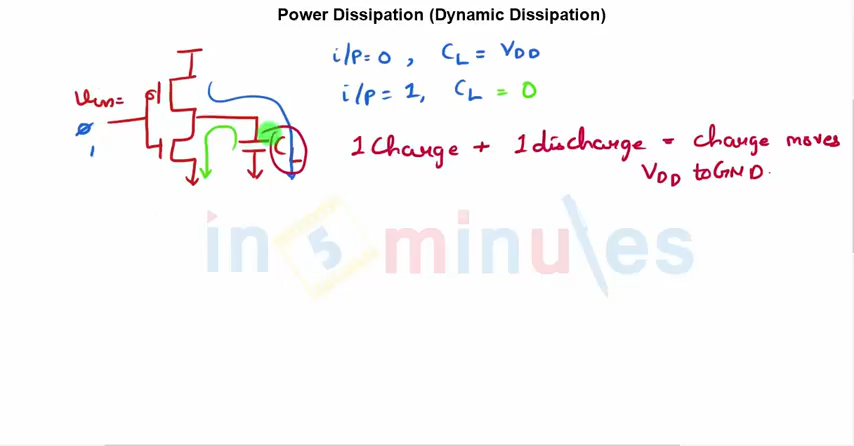 Power Dissipation (Dynamic Dissipation)
i/p=0, CL = VDD
Vin=
0
1
i/p = 1, CL = 0
CL
1 Charge + 1 discharge = charge moves
VDD to GND.
in 5 minutes